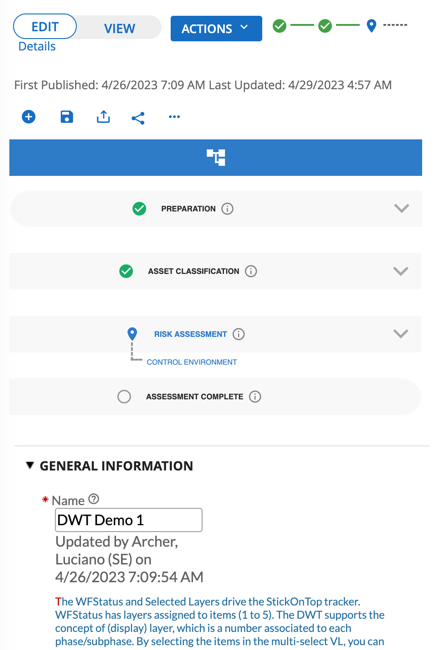 EDIT VIEW ACTIONS
Details
First Published: 4/26/2023 7:09 AM Last Updated: 4/29/2023 4:57 AM
PREPARATION
ASSET CLASSIFICATION
RISK ASSESSMENT
CONTROL ENVIRONMENT
ASSESSMENT COMPLETE
▼ GENERAL INFORMATION
* Name
DWT Demo 1
Updated by Archer,
Luciano (SE) on
4/26/2023 7:09:54 AM
The WFStatus and Selected Layers drive the StickOnTop tracker.
WFStatus has layers assigned to items (1 to 5). The DWT supports the
concept of (display) layer, which is a number associated to each
phase/subphase. By selecting the items in the multi-select VL, you can